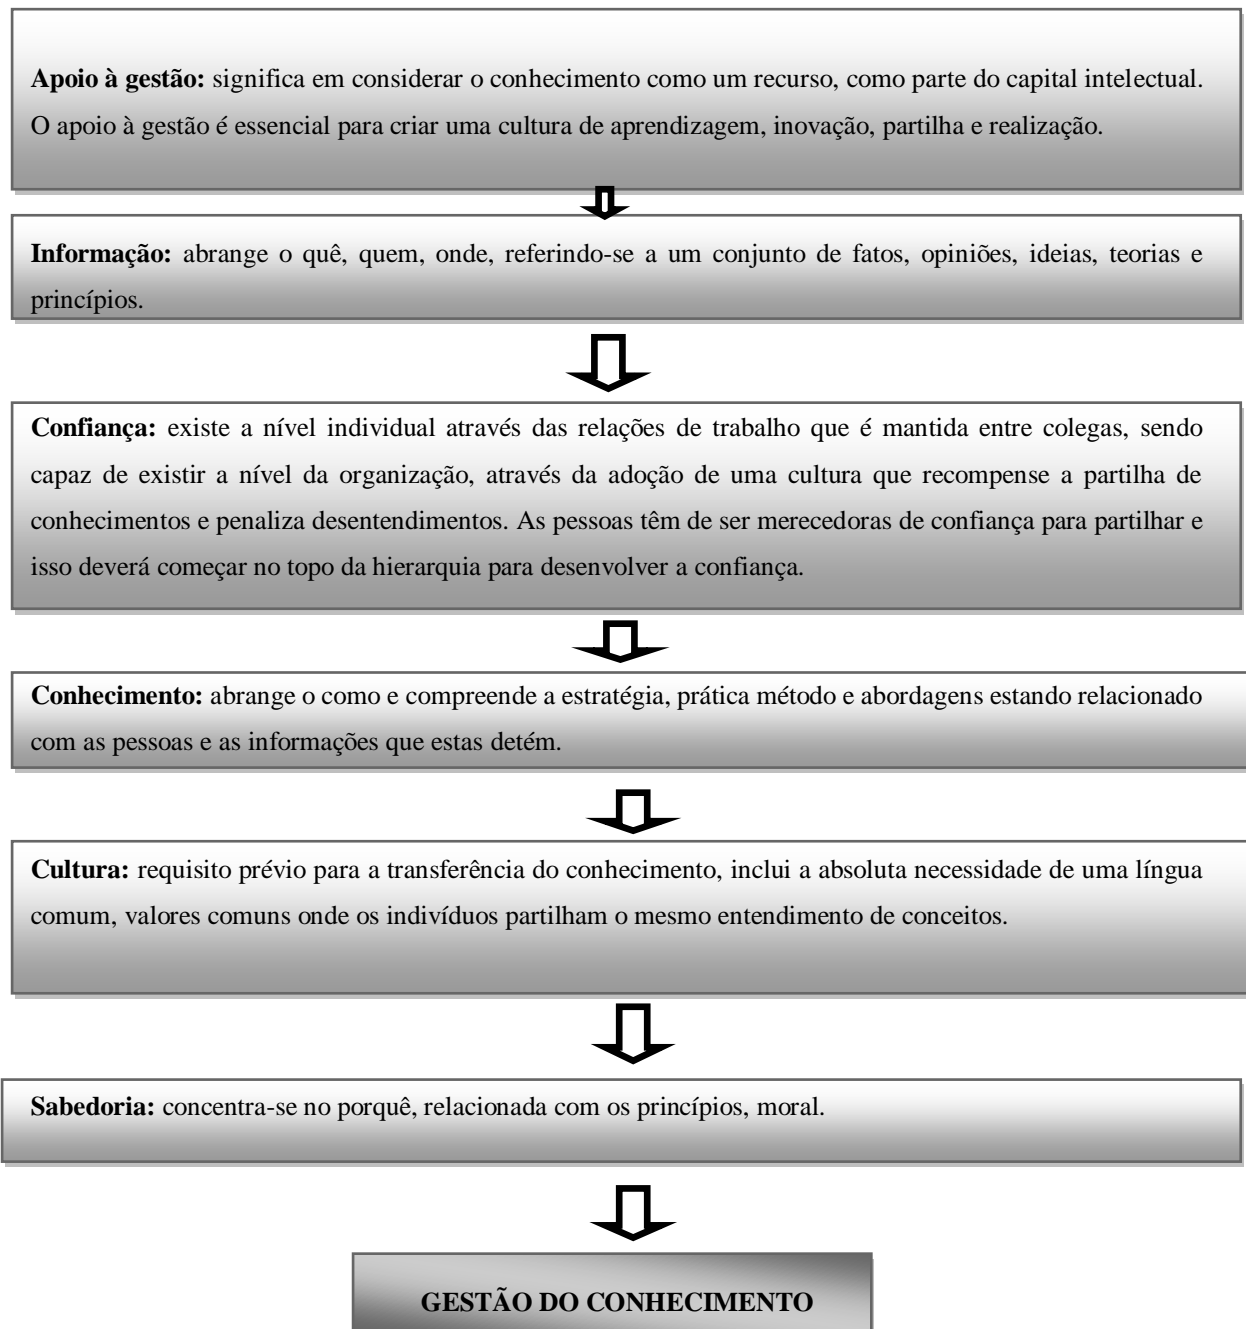 Apoio à gestão: significa em considerar o conhecimento como um recurso, como parte do capital intelectual.
O apoio à gestão é essencial para criar uma cultura de aprendizagem, inovação, partilha e realização.
Informação: abrange o quê, quem, onde, referindo-se a um conjunto de fatos, opiniões, ideias, teorias e
princípios.
Confiança: existe a nível individual através das relações de trabalho que é mantida entre colegas, sendo
capaz de existir a nível da organização, através da adoção de uma cultura que recompense a partilha de
conhecimentos e penaliza desentendimentos. As pessoas têm de ser merecedoras de confiança para partilhar e
isso deverá começar no topo da hierarquia para desenvolver a confiança.
Conhecimento: abrange o como e compreende a estratégia, prática método e abordagens estando relacionado
com as pessoas e as informações que estas detém.
Cultura: requisito prévio para a transferência do conhecimento, inclui a absoluta necessidade de uma língua
comum, valores comuns onde os indivíduos partilham o mesmo entendimento de conceitos.
Sabedoria: concentra-se no porquê, relacionada com os princípios, moral.
GESTÃO DO CONHECIMENTO